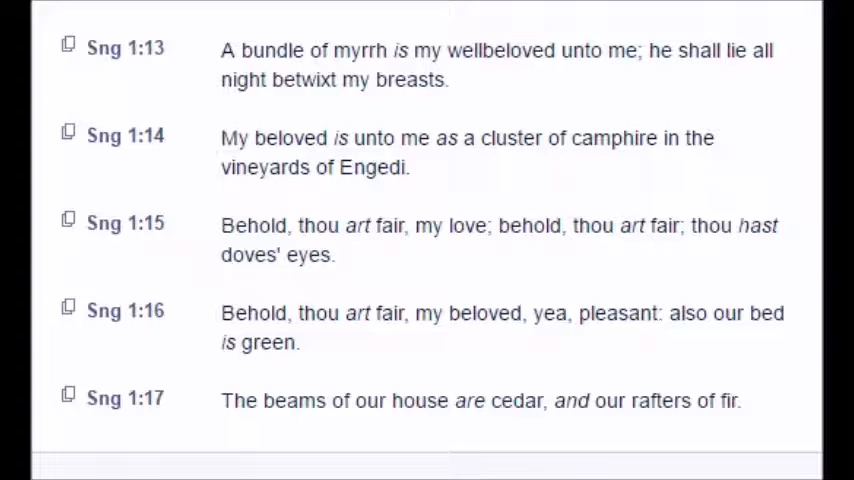 Sng 1:13 A bundle of myrrh is my wellbeloved unto me; he shall lie all
night betwixt my breasts.
Sng 1:14 My beloved is unto me as a cluster of camphire in the
vineyards of Engedi.
Sng 1:15 Behold, thou art fair, my love; behold, thou art fair; thou hast
doves' eyes.
Sng 1:16 Behold, thou art fair, my beloved, yea, pleasant: also our bed
is green.
Sng 1:17 The beams of our house are cedar, and our rafters of fir.